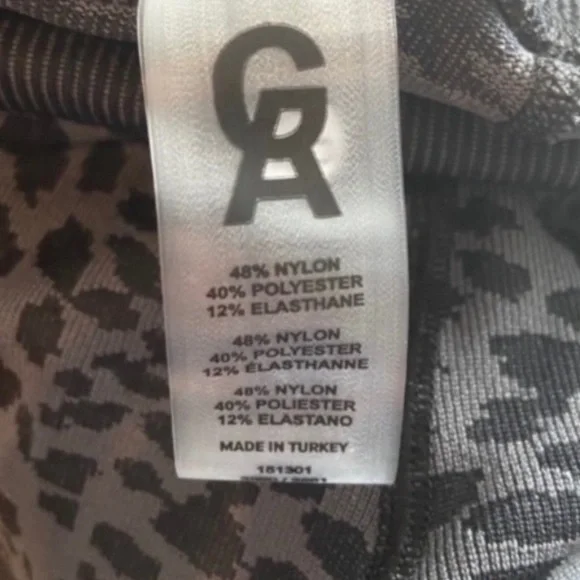 GA
48% NYLON
40% POLYESTER
12% ELASTHANE
48% NYLON
40% POLYESTER
12% ÉLASTHANNE
48% NYLON
40% POLIESTER
12% ELASTANO
MADE IN TURKEY
151301